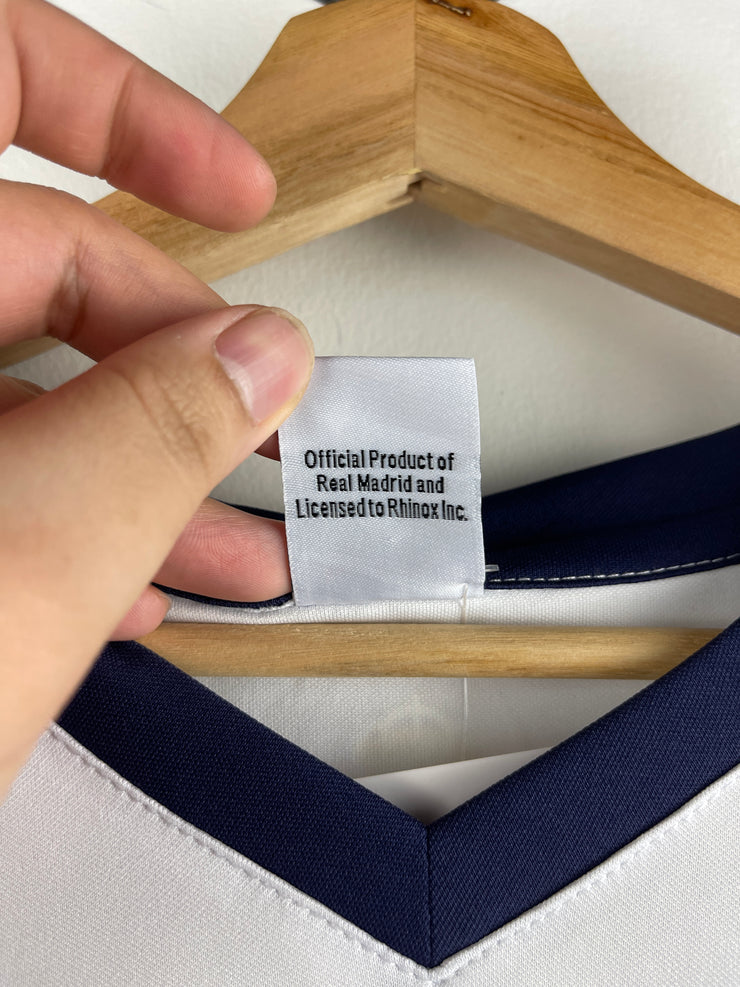 Official Product of
Real Madrid and
Licensed to Rhinox Inc.